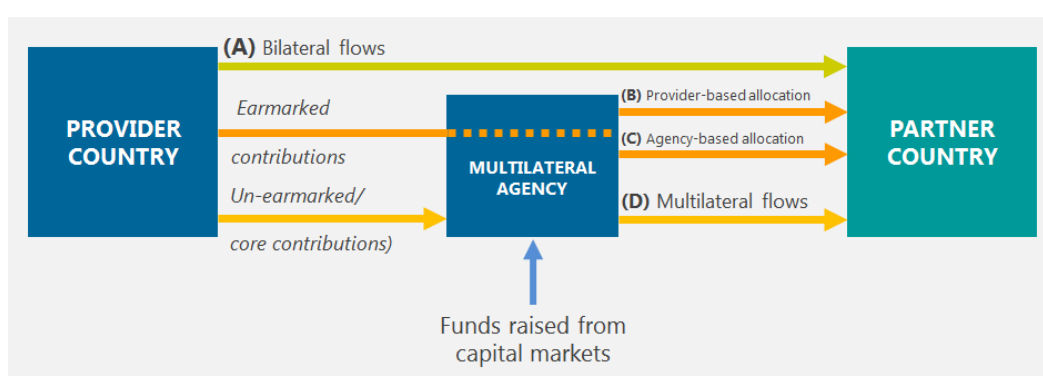 (A) Bilateral flows
PROVIDER
COUNTRY
Earmarked
contributions
Un-earmarked/
core contributions)
MULTILATERAL
AGENCY
(B) Provider-based allocation
(C) Agency-based allocation
(D) Multilateral flows
PARTNER
COUNTRY
Funds raised from
capital markets